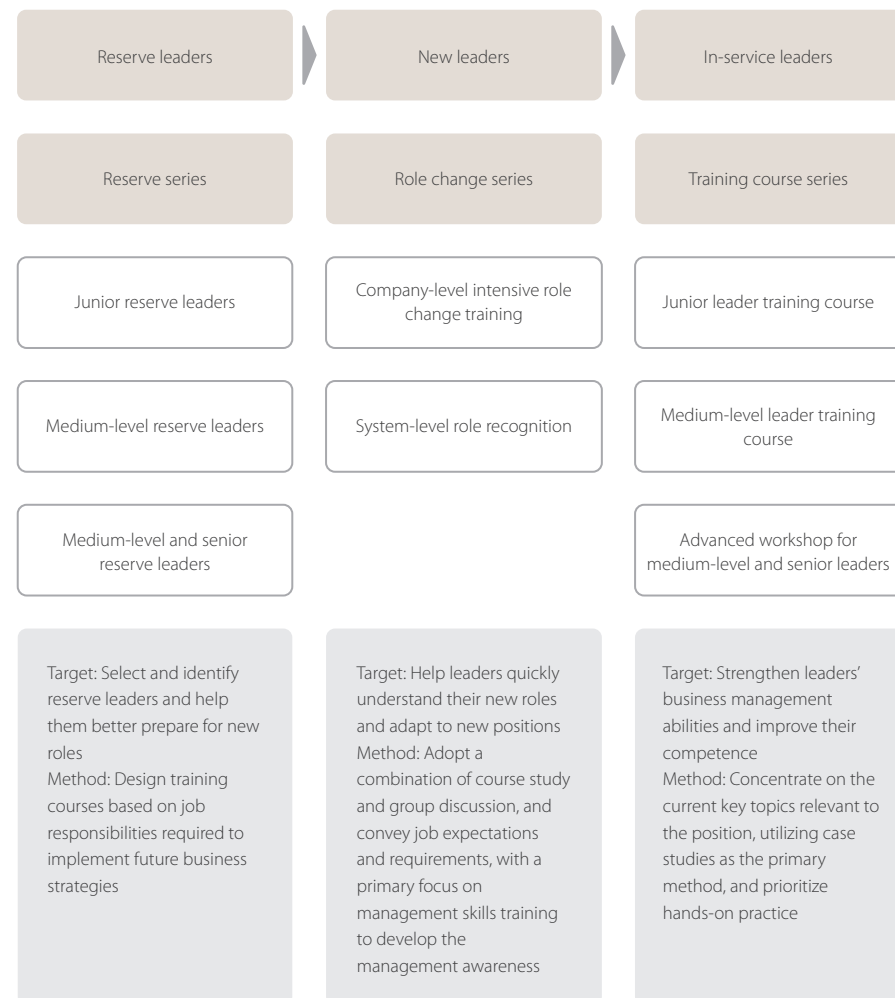 Reserve leaders
New leaders
In-service leaders
Reserve series
Role change series
Training course series
Junior reserve leaders
Company-level intensive role
change training
Junior leader training course
Medium-level reserve leaders
System-level role recognition
Medium-level leader training
course
Medium-level and senior
reserve leaders
Advanced workshop for
medium-level and senior leaders
Target: Select and identify
reserve leaders and help
them better prepare for new
roles
Method: Design training
courses based on job
responsibilities required to
implement future business
strategies
Target: Help leaders quickly
understand their new roles
and adapt to new positions
Method: Adopt a
combination of course study
and group discussion, and
convey job expectations
and requirements, with a
primary focus on
management skills training
to develop the
management awareness
Target: Strengthen leaders’
business management
abilities and improve their
competence
Method: Concentrate on the
current key topics relevant to
the position, utilizing case
studies as the primary
method, and prioritize
hands-on practice